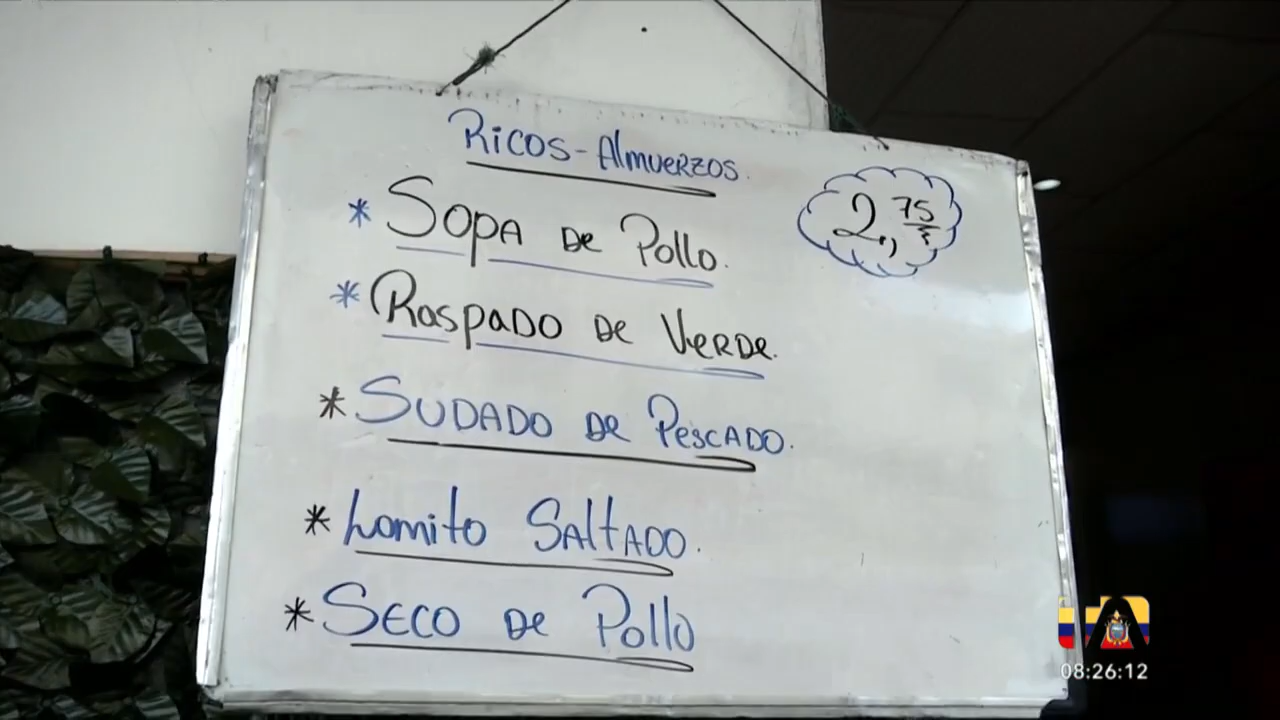 Ricos-Almuerzos.
2,75
* Sopa de Pollo.
* Raspado de Verde.
* Sudado de Pescado.
* Lomito Saltado.
* Seco de Pollo
08:26:12